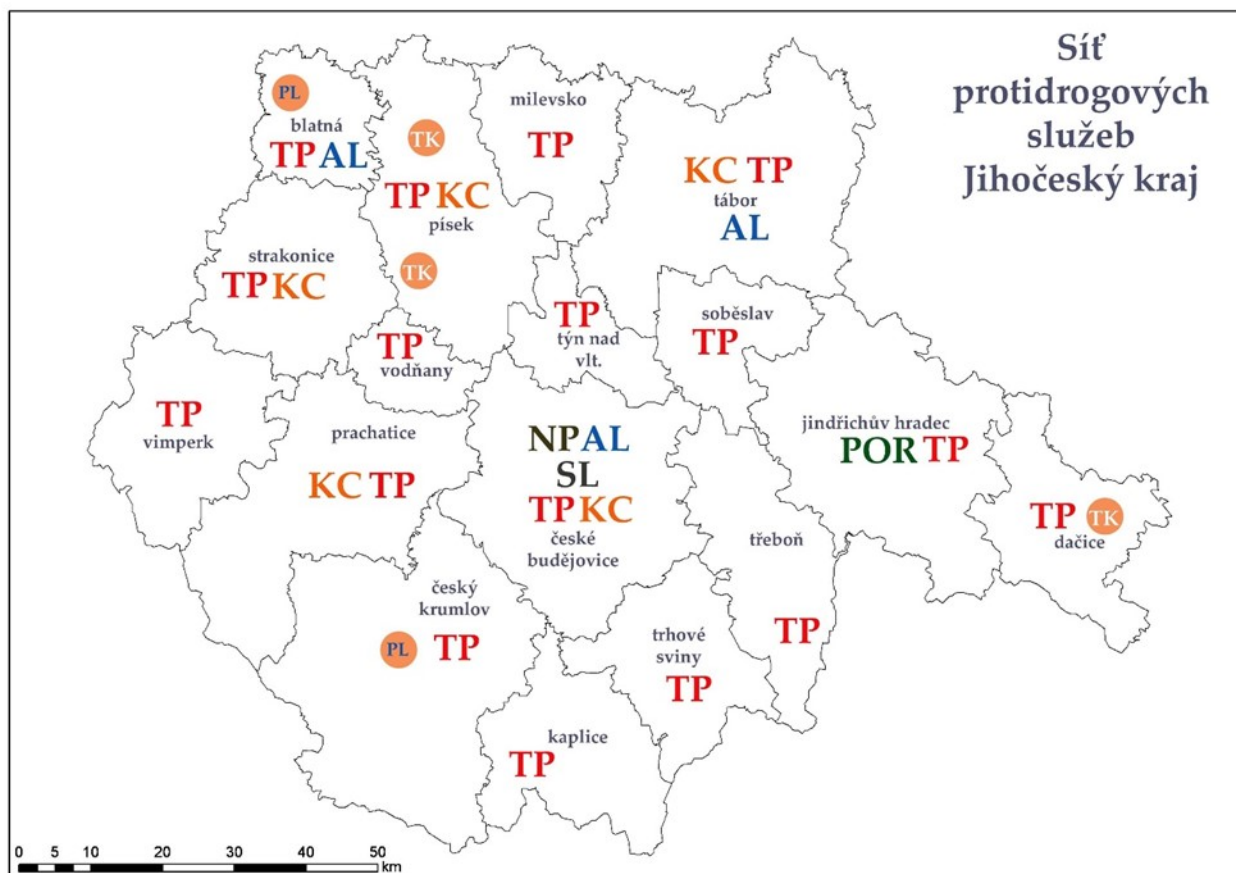 Síť
protidrogových
služeb
Jihočeský kraj
PL
blatná
TP AL
TK
TP KC
písek
TK
milevsko
TP
KC TP
tábor
AL
strakonice
TP KC
TP
vodňany
TP
týn nad
vlt.
soběslav
TP
TP
vimperk
prachatice
KC TP
NP AL
SL
TP KC
české
budějovice
jindřichův hradec
POR TP
TP TK
dačice
třeboň
TP
český
krumlov
PL TP
trhové
sviny
TP
kaplice
TP
0 5 10 20 30 40 50
km